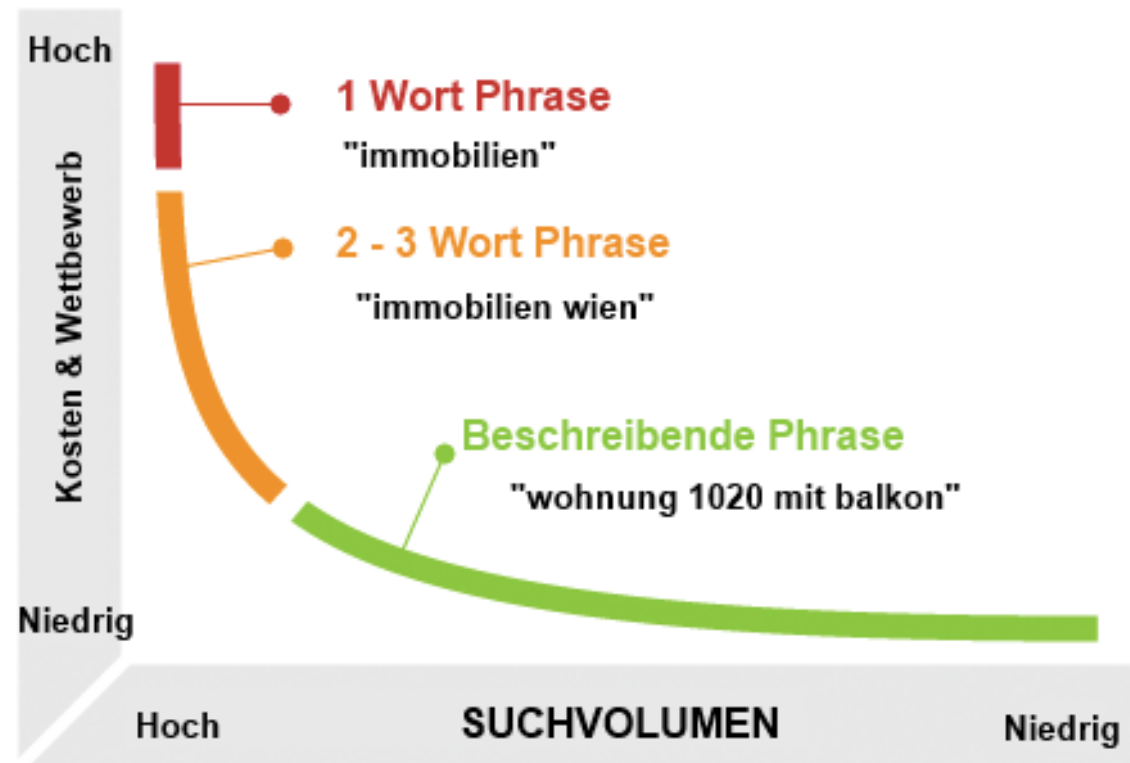 Hoch
1 Wort Phrase
"immobilien"
Kosten & Wettbewerb
2 - 3 Wort Phrase
"immobilien wien"
Beschreibende Phrase
"wohnung 1020 mit balkon"
Niedrig
Hoch
SUCHVOLUMEN
Niedrig